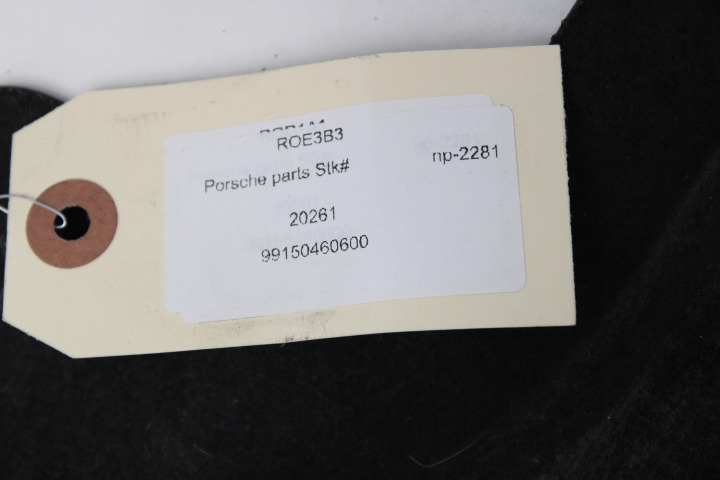 ROE3B3
Porsche parts Stk# np-2281
20261
99150460600